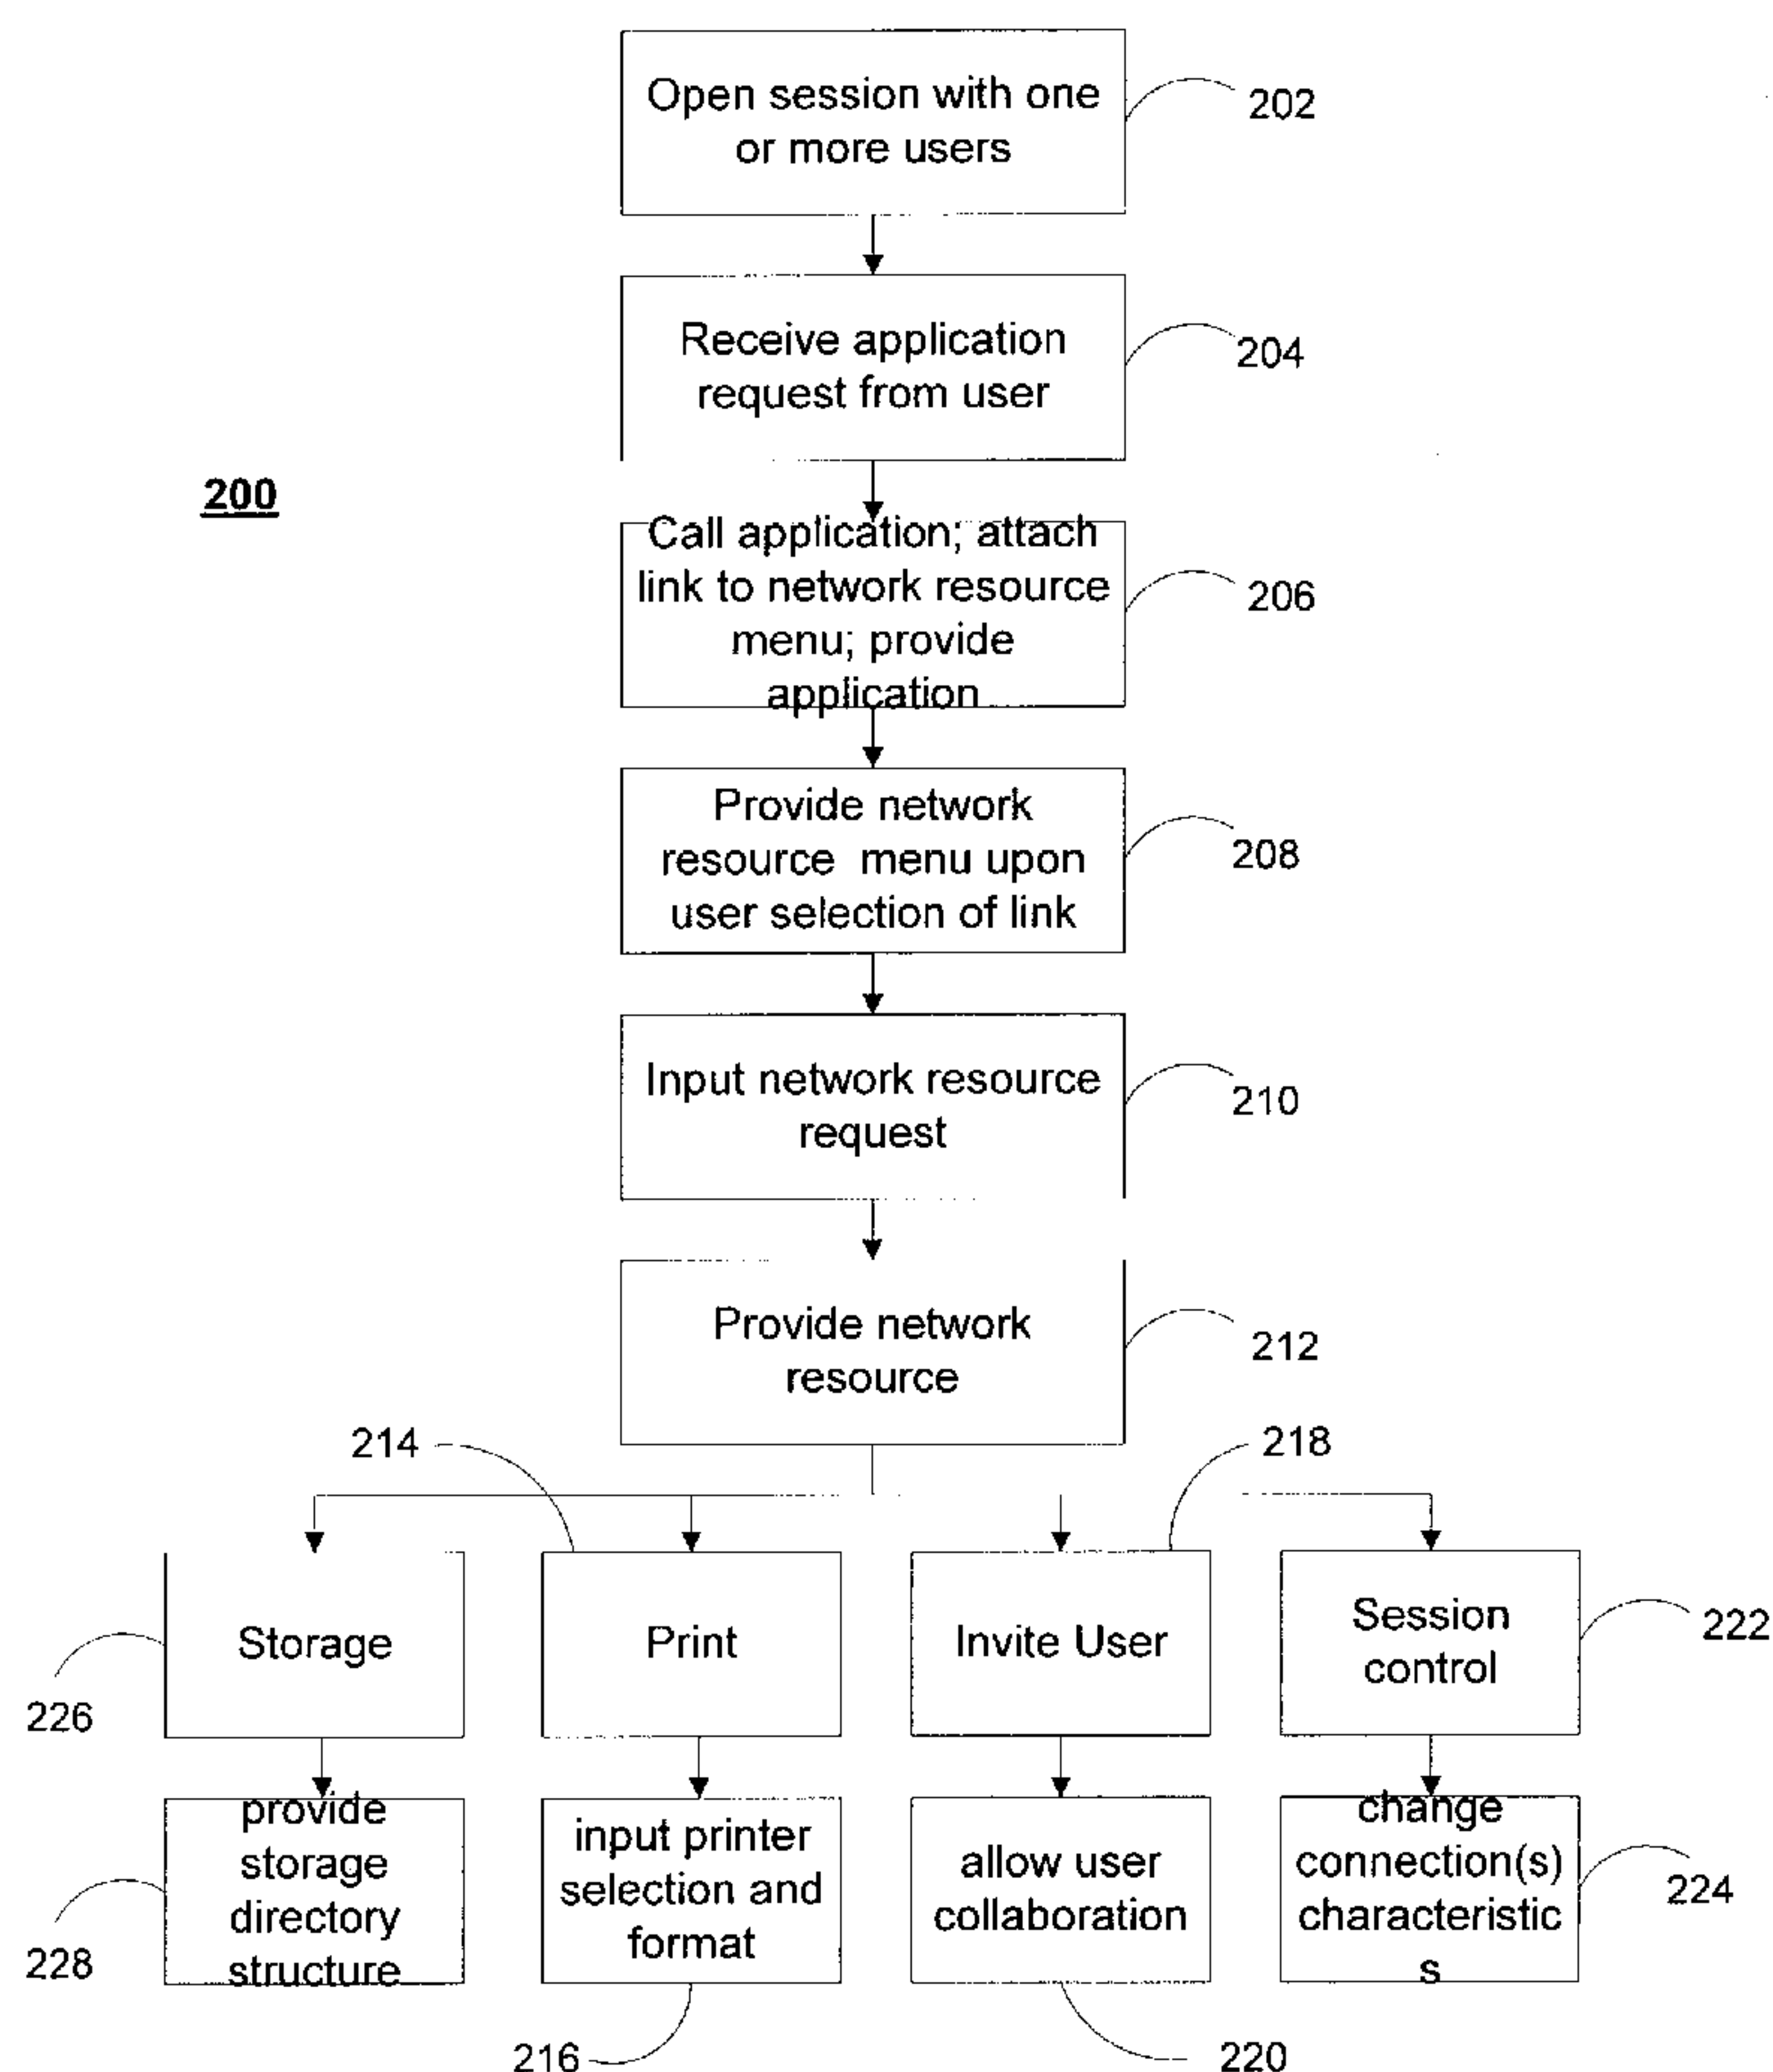 Open session with one
or more users
202
Receive application
request from user
204
200
Call application; attach
link to network resource
menu; provide
application
206
Provide network
resource menu upon
user selection of link
208
Input network resource
request
210
Provide network
resource
212
214
218
Storage
226
Print
Invite User
Session
control
222
provide
storage
directory
structure
228
input printer
selection and
format
216
allow user
collaboration
220
change
connection(s)
characteristic
s
224